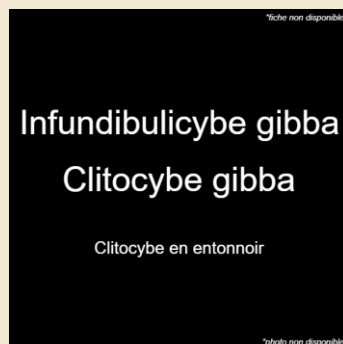 *fiche non disponible
Infundibulicybe gibba
Clitocybe gibba
Clitocybe en entonnoir
*photo non disponible